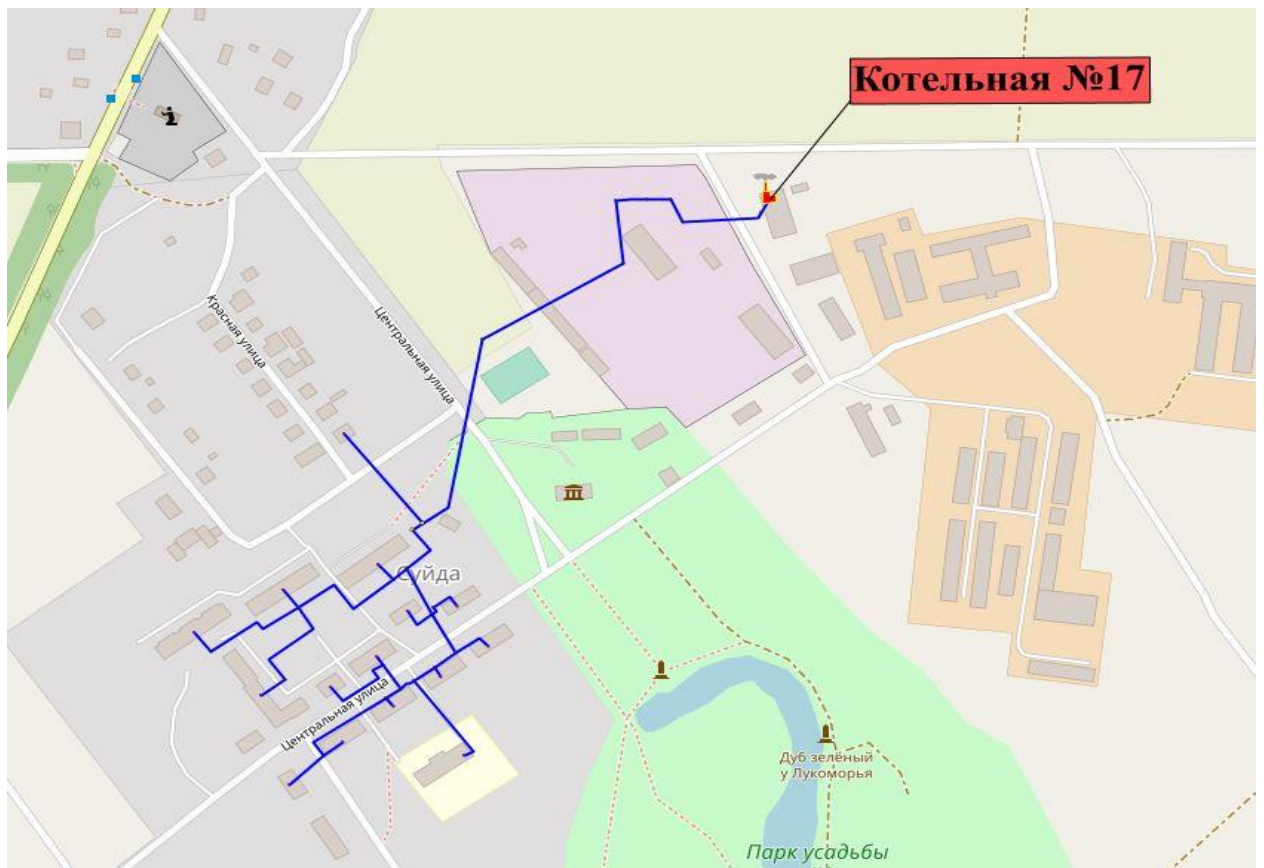 Котельная №17
Красная улица
Центральная улица
Суйда
Центральная улица
Дуб зелёный
у Лукоморья
Парк усадьбы